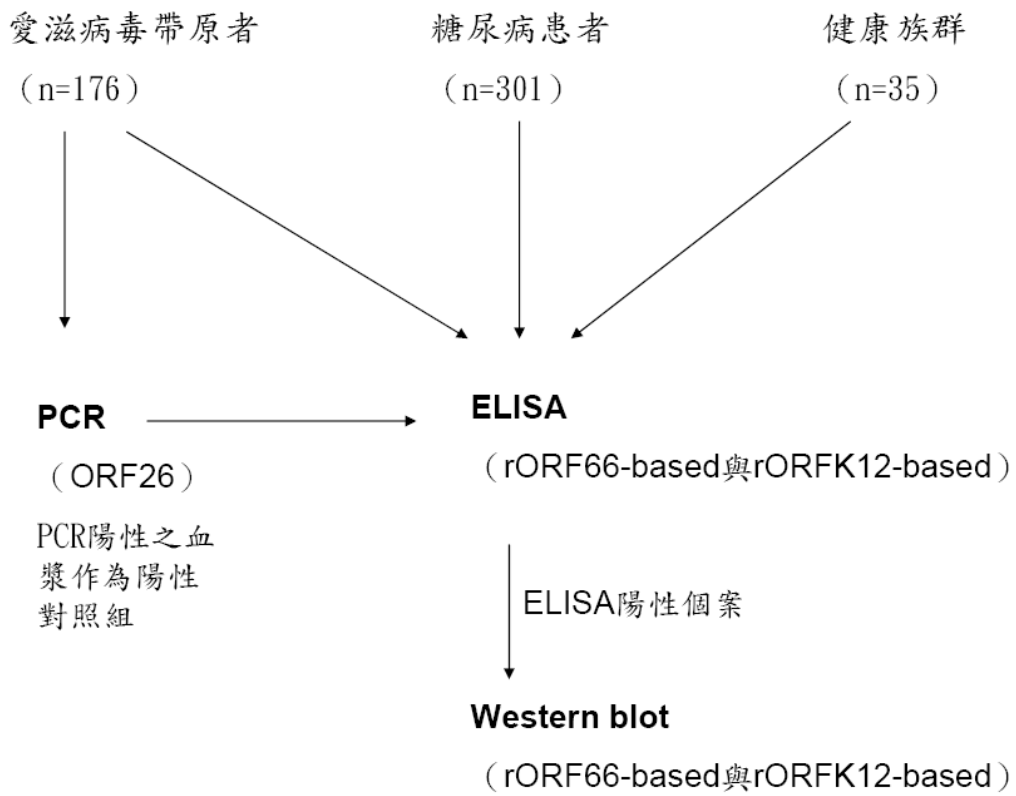 愛滋病毒帶原者
（n=176）
糖尿病患者
（n=301）
健康族群
（n=35）
PCR
（ORF26）
PCR陽性之血
漿作為陽性
對照組
ELISA
（rORF66-based與rORFK12-based）
ELISA陽性個案
Western blot
（rORF66-based與rORFK12-based）